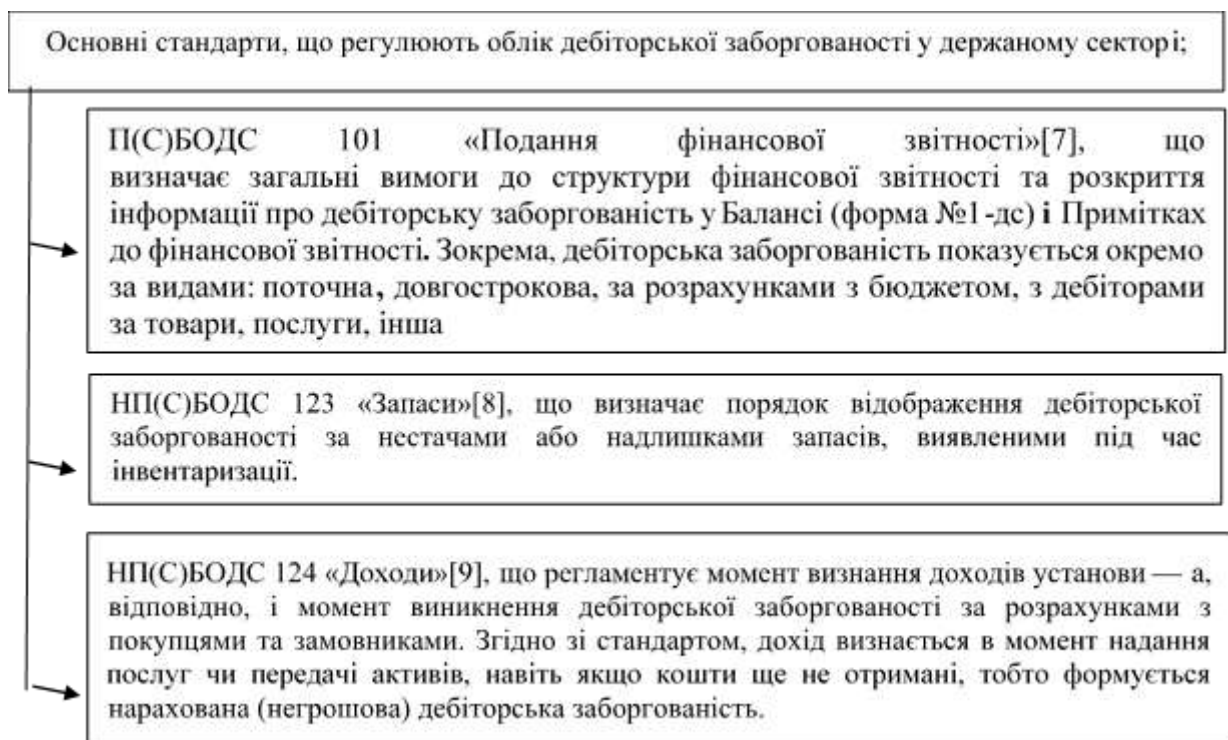 Основні стандарти, що регулюють облік дебіторської заборгованості у держаному секторі;
П(С)БОДС 101 «Подання фінансової звітності»[7], що
визначає загальні вимоги до структури фінансової звітності та розкриття
інформації про дебіторську заборгованість у Балансі (форма №1-дс) і Примітках
до фінансової звітності. Зокрема, дебіторська заборгованість показується окремо
за видами: поточна, довгострокова, за розрахунками з бюджетом, з дебіторами
за товари, послуги, інша
НП(С)БОДС 123 «Запаси»[8], що визначає порядок відображення дебіторської
заборгованості за нестачами або надлишками запасів, виявленими під час
інвентаризації.
НП(С)БОДС 124 «Доходи»[9], що регламентує момент визнання доходів установи — а,
відповідно, і момент виникнення дебіторської заборгованості за розрахунками з
покупцями та замовниками. Згідно зі стандартом, дохід визнається в момент надання
послуг чи передачі активів, навіть якщо кошти ще не отримані, тобто формується
нарахована (негрошова) дебіторська заборгованість.